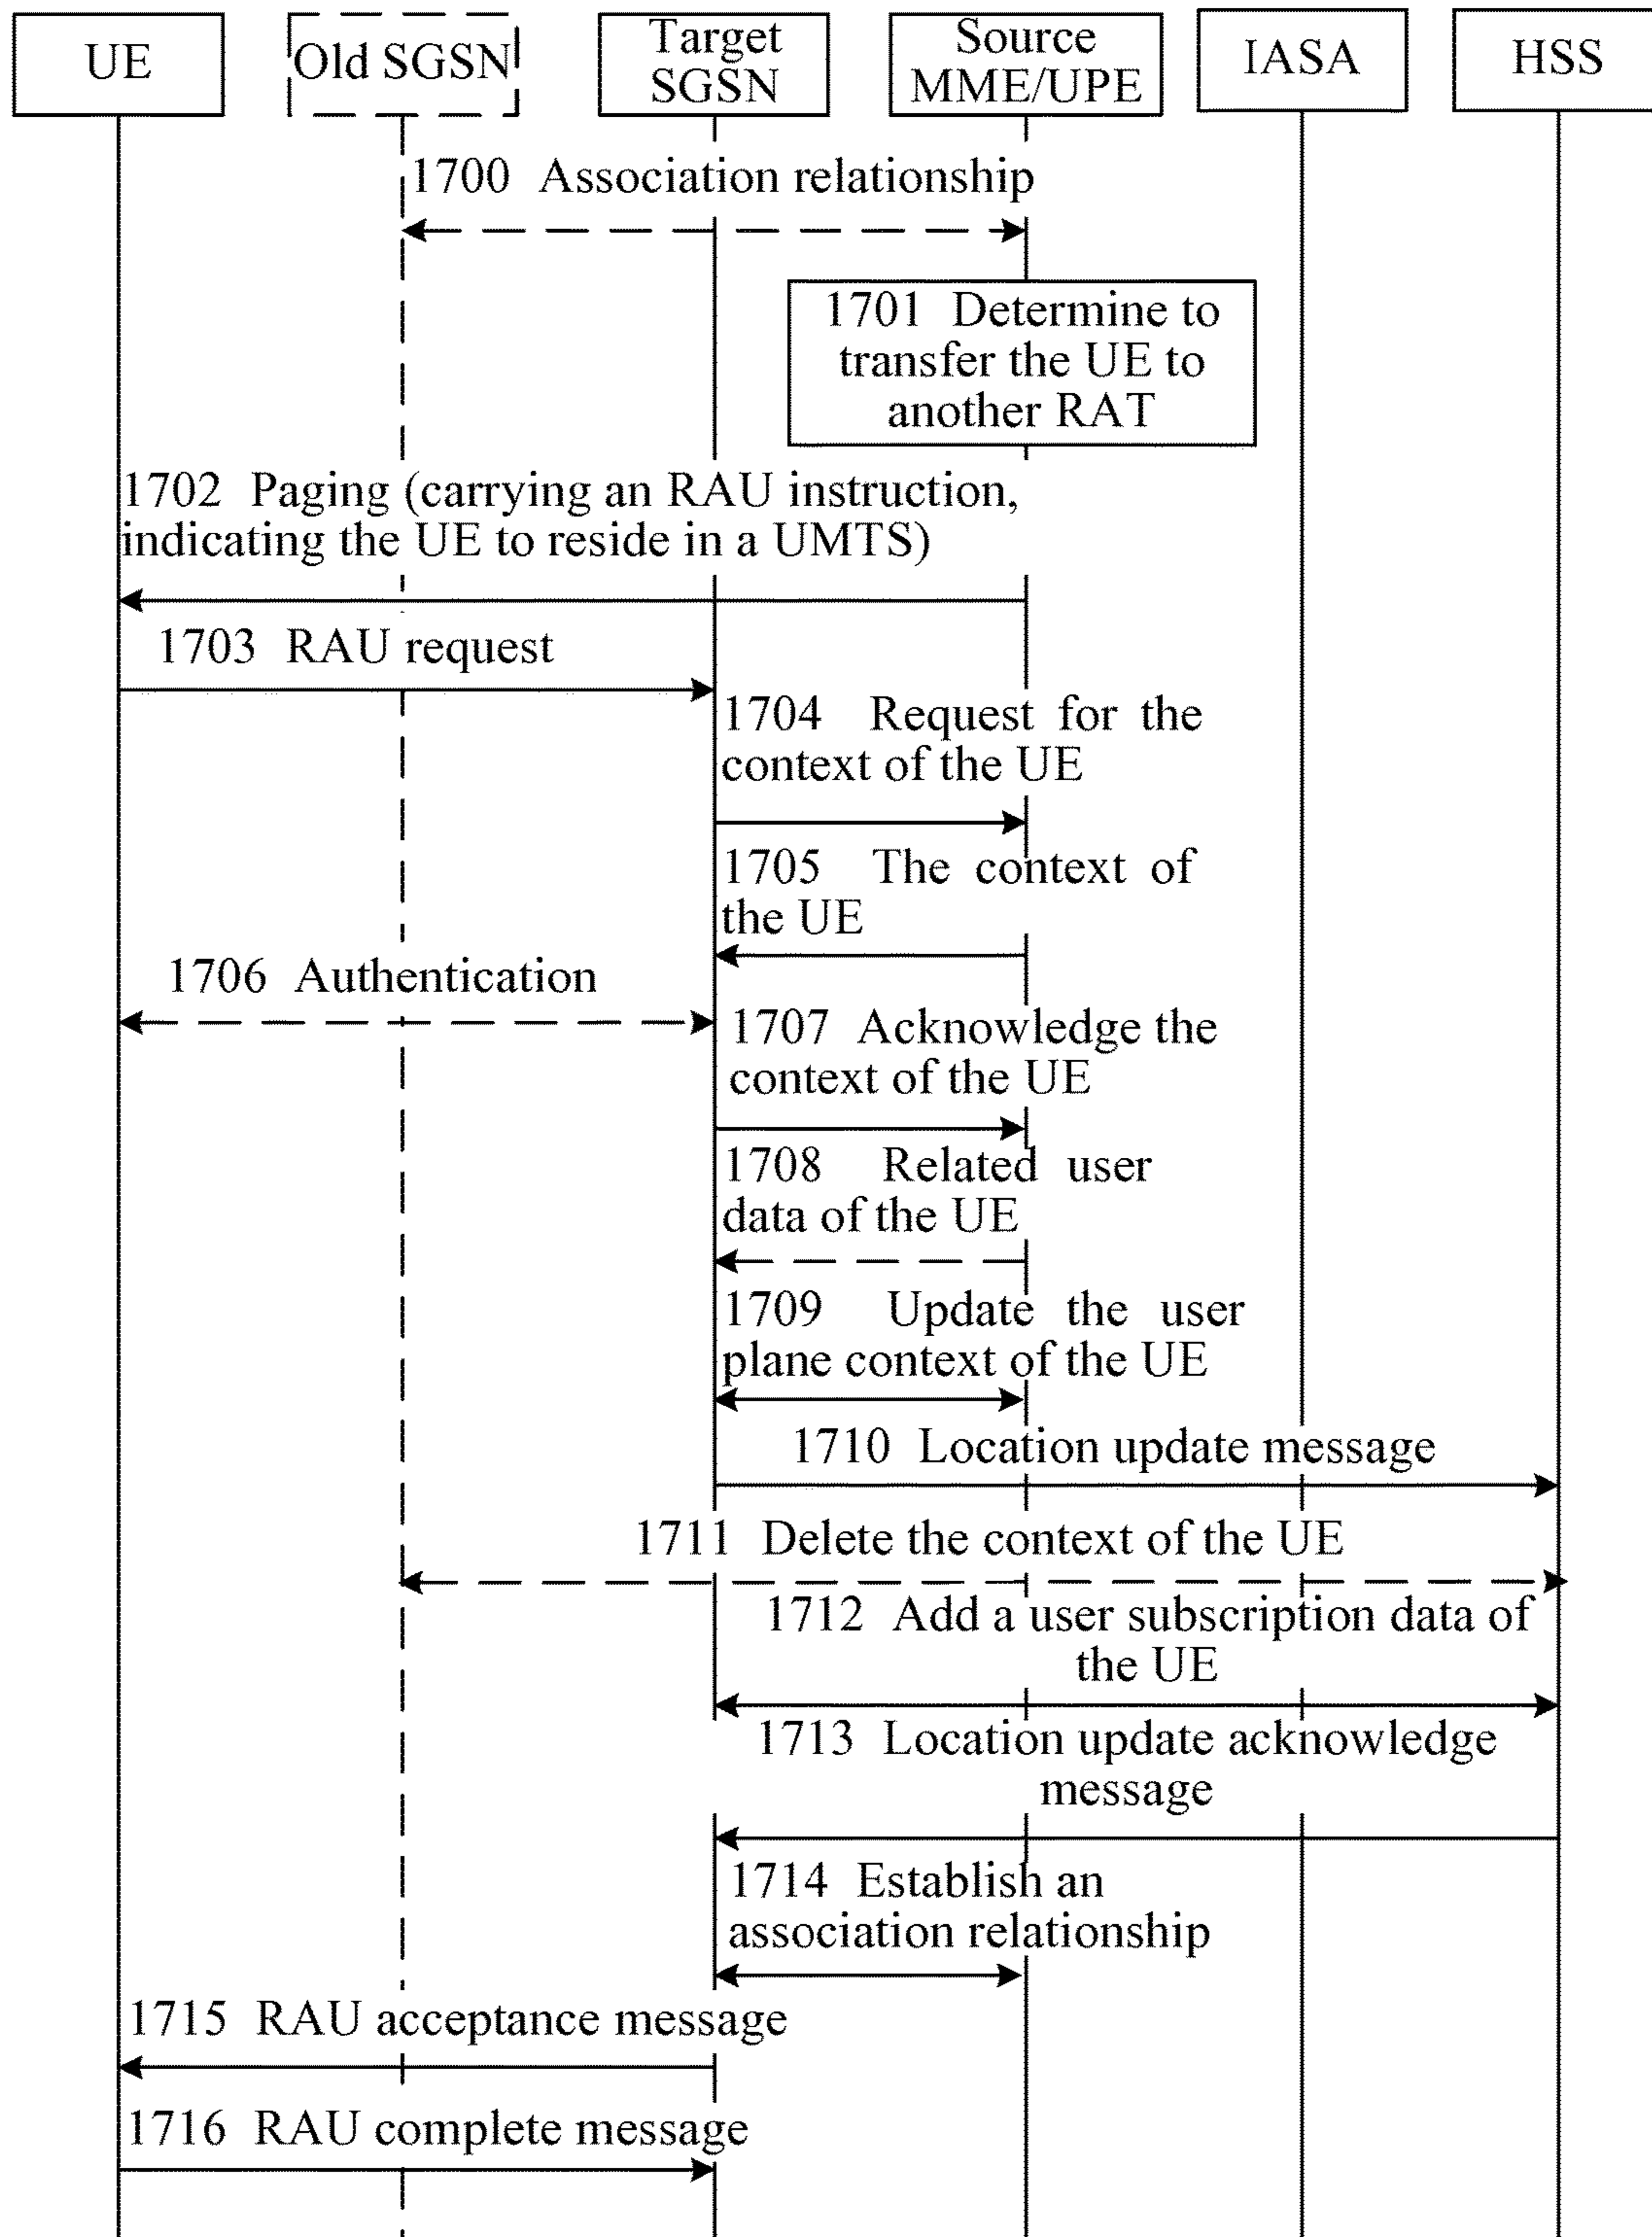 UE
Old SGSN
Target
SGSN
Source
MME/UPE
IASA
HSS
1700 Association relationship
1701 Determine to
transfer the UE to
another RAT
1702 Paging (carrying an RAU instruction,
indicating the UE to reside in a UMTS)
1703 RAU request
1704 Request for the
context of the UE
1705 The context of
the UE
1706 Authentication
1707 Acknowledge the
context of the UE
1708 Related user
data of the UE
1709 Update the user
plane context of the UE
1710 Location update message
1711 Delete the context of the UE
1712 Add a user subscription data of
the UE
1713 Location update acknowledge
message
1714 Establish an
association relationship
1715 RAU acceptance message
1716 RAU complete message